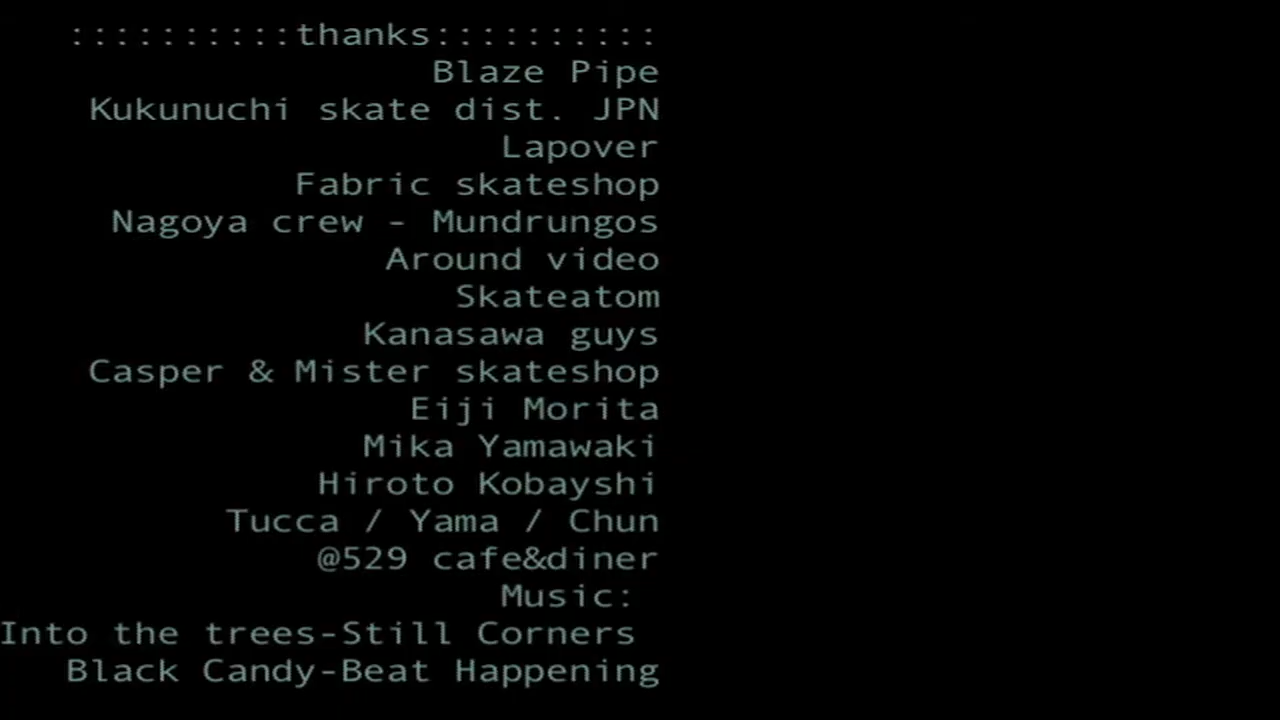 ::::::::::thanks::::::::::
Blaze Pipe
Kukunuchi skate dist. JPN
Lapover
Fabric skateshop
Nagoya crew - Mundrungos
Around video
Skateatom
Kanasawa guys
Casper & Mister skateshop
Eiji Morita
Mika Yamawaki
Hiroto Kobayshi
Tucca / Yama / Chun
@529 cafe&diner
Music:
Into the trees-Still Corners
Black Candy-Beat Happening